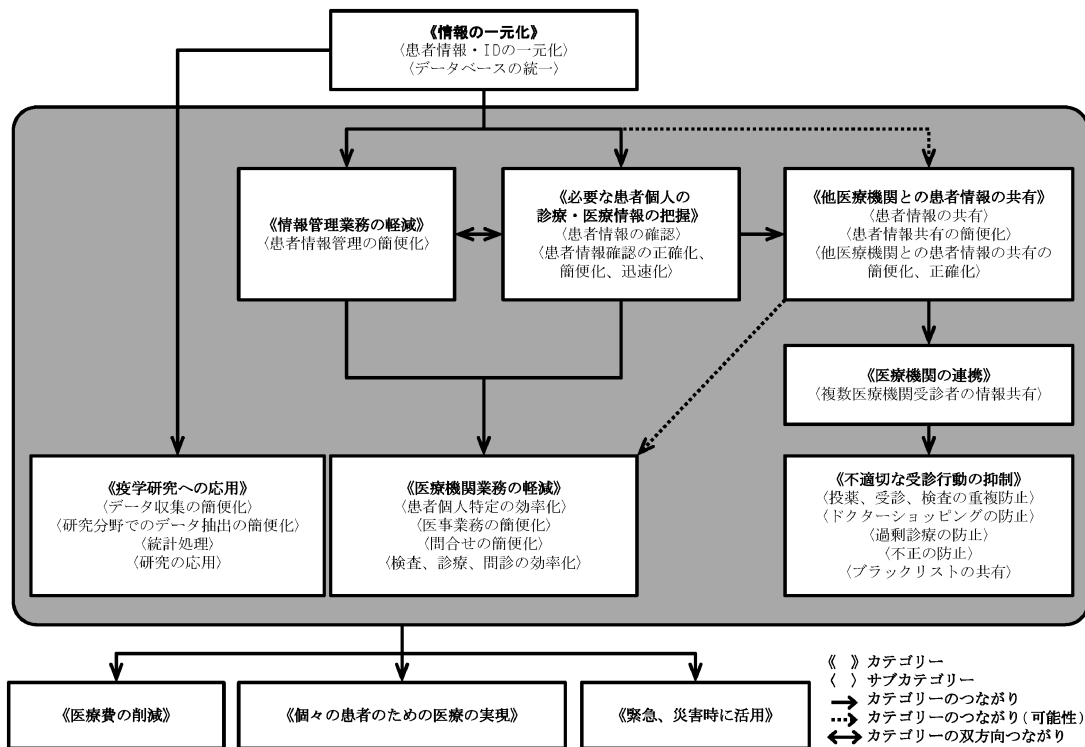 《情報の一元化》
〈患者情報・IDの一元化〉
〈データベースの統一〉
《情報管理業務の軽減》
〈患者情報管理の簡便化〉
《必要な患者個人の
診療・医療情報の把握》
〈患者情報の確認〉
〈患者情報確認の正確化、
簡便化、迅速化〉
《他医療機関との患者情報の共有》
〈患者情報の共有〉
〈患者情報共有の簡便化〉
〈他医療機関との患者情報の共有の
簡便化、正確化〉
《医療機関の連携》
〈複数医療機関受診者の情報共有〉
《疫学研究への応用》
〈データ収集の簡便化〉
〈研究分野でのデータ抽出の簡便化〉
〈統計処理〉
〈研究の応用〉
《医療機関業務の軽減》
〈患者個人特定の効率化〉
〈医事業務の簡便化〉
〈問合せの簡便化〉
〈検査、診療、問診の効率化〉
《不適切な受診行動の抑制》
〈投薬、受診、検査の重複防止〉
〈ドクターショッピングの防止〉
〈過剰診療の防止〉
〈不正の防止〉
〈ブラックリストの共有〉
《医療費の削減》
《個々の患者のための医療の実現》
《緊急、災害時に活用》
《 》カテゴリー
〈 〉サブカテゴリー
カテゴリーのつながり
カテゴリーのつながり(可能性)
カテゴリーの双方向つながり